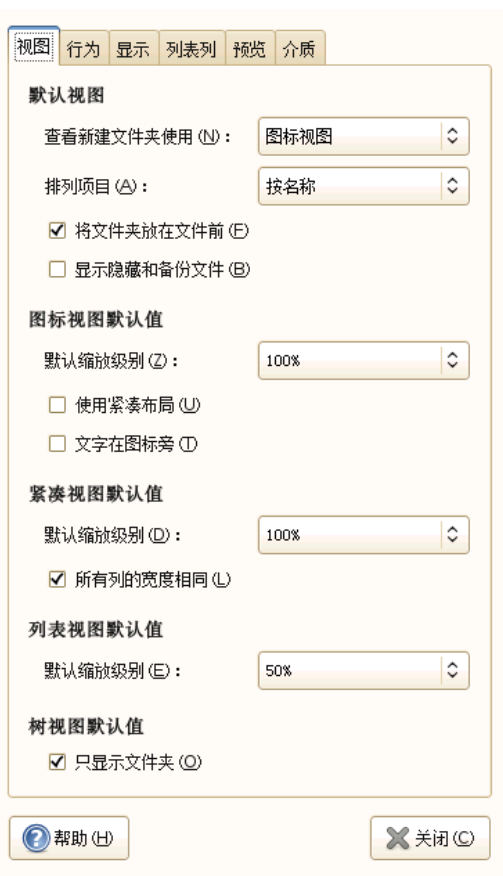 视图 行为 显示 列表列 预览 介质
默认视图
查看新建文件夹使用(N): 图标视图
排列项目(A): 按名称
将文件夹放在文件前(F)
显示隐藏和备份文件(B)
图标视图默认值
默认缩放级别(Z): 100%
使用紧凑布局(U)
文字在图标旁(T)
紧凑视图默认值
默认缩放级别(D): 100%
所有列的宽度相同(L)
列表视图默认值
默认缩放级别(E): 50%
树视图默认值
只显示文件夹(O)
帮助(H) 关闭(C)